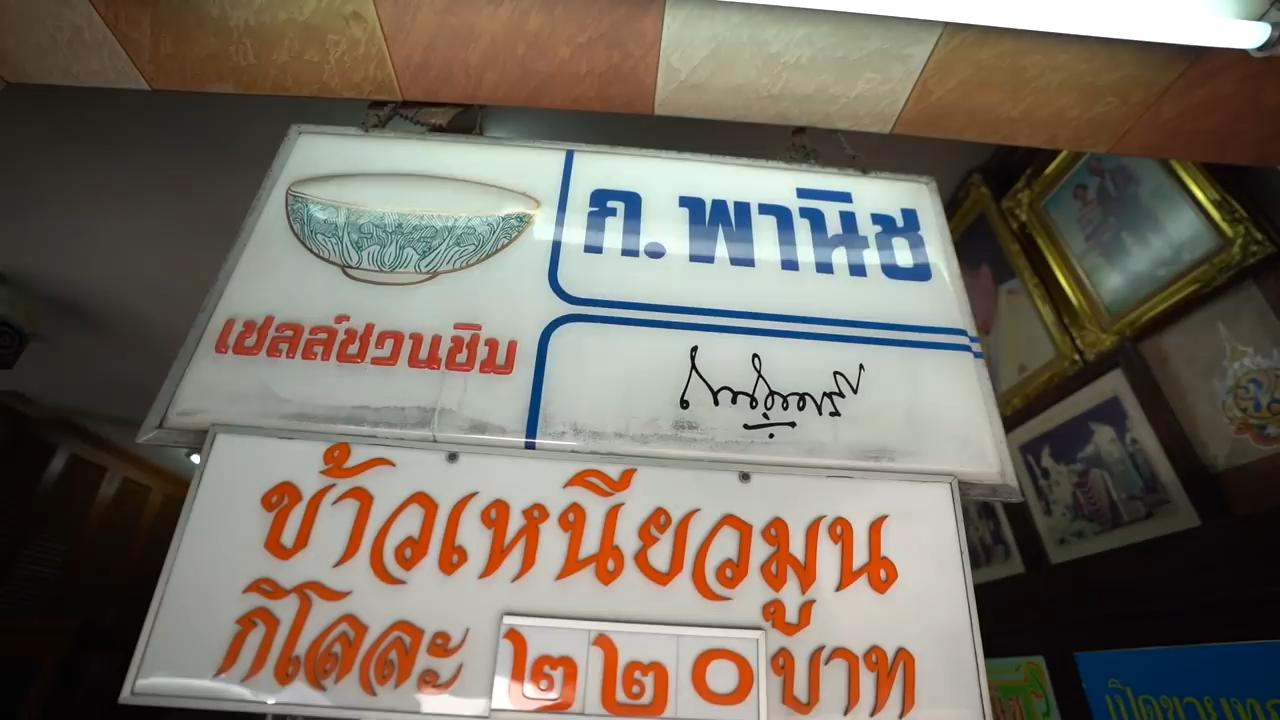 ก. พานิช
เชลล์ชวนชิม
ข้าวเหนียวมูน
กิโลละ ๒๒๐ บาท